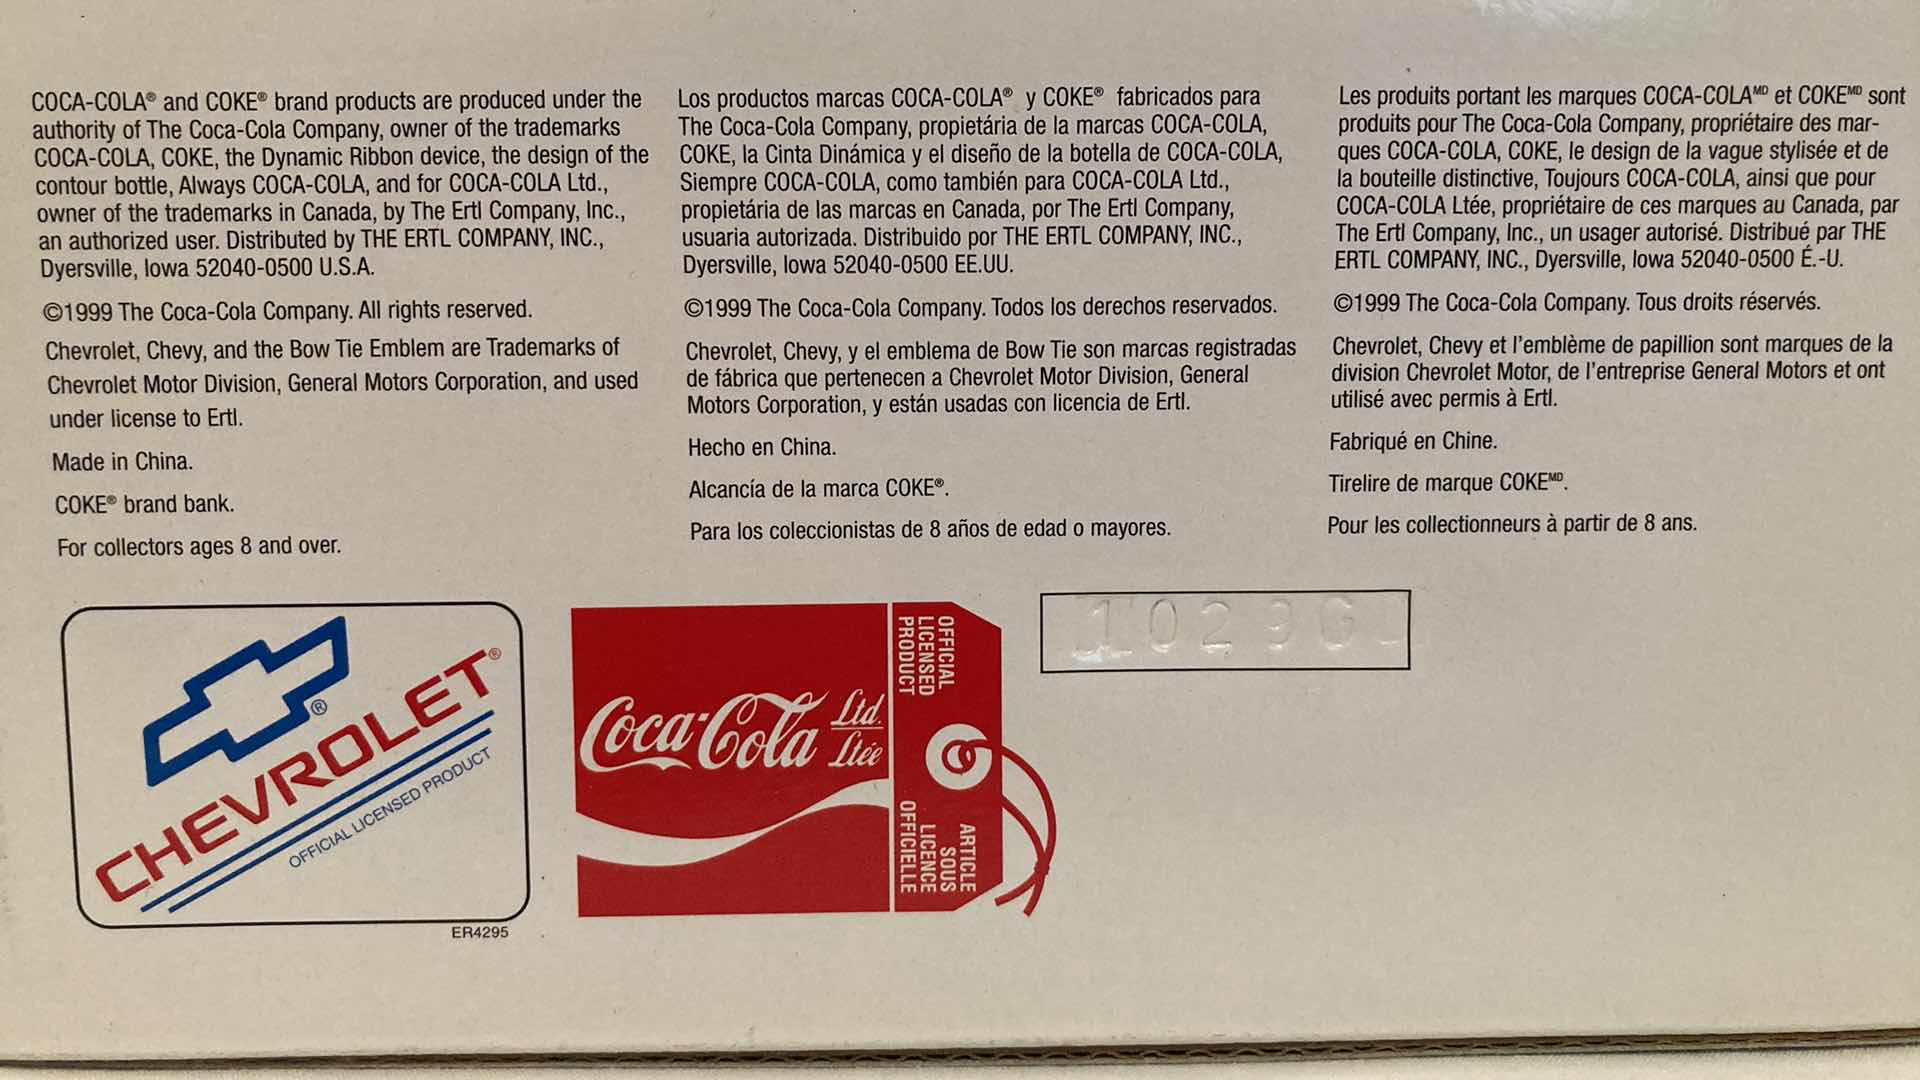 COCA-COLA® and COKE® brand products are produced under the
authority of The Coca-Cola Company, owner of the trademarks
COCA-COLA, COKE, the Dynamic Ribbon device, the design of the
contour bottle, Always COCA-COLA, and for COCA-COLA Ltd.,
owner of the trademarks in Canada, by The Ertl Company, Inc.,
an authorized user. Distributed by THE ERTL COMPANY, INC.,
Dyersville, Iowa 52040-0500 U.S.A.
©1999 The Coca-Cola Company. All rights reserved.
Chevrolet, Chevy, and the Bow Tie Emblem are Trademarks of
Chevrolet Motor Division, General Motors Corporation, and used
under license to Ertl.
Made in China.
COKE® brand bank.
For collectors ages 8 and over.
Los productos marcas COCA-COLA® y COKE® fabricados para
The Coca-Cola Company, propietária de la marcas COCA-COLA,
COKE, la Cinta Dinámica y el diseño de la botella de COCA-COLA,
Siempre COCA-COLA, como también para COCA-COLA Ltd.,
propietária de las marcas en Canada, por The Ertl Company,
usuaria autorizada. Distribuido por THE ERTL COMPANY, INC.,
Dyersville, Iowa 52040-0500 EE.UU.
©1999 The Coca-Cola Company. Todos los derechos reservados.
Chevrolet, Chevy, y el emblema de Bow Tie son marcas registradas
de fábrica que pertenecen a Chevrolet Motor Division, General
Motors Corporation, y están usadas con licencia de Ertl.
Hecho en China.
Alcancía de la marca COKE®.
Para los coleccionistas de 8 años de edad o mayores.
Les produits portant les marques COCA-COLAᴹᴰ et COKEᴹᴰ sont
produits pour The Coca-Cola Company, propriétaire des mar-
ques COCA-COLA, COKE, le design de la vague stylisée et de
la bouteille distinctive, Toujours COCA-COLA, ainsi que pour
COCA-COLA Ltée, propriétaire de ces marques au Canada, par
The Ertl Company, Inc., un usager autorisé. Distribué par THE
ERTL COMPANY, INC., Dyersville, Iowa 52040-0500 É.-U.
©1999 The Coca-Cola Company. Tous droits réservés.
Chevrolet, Chevy et l'emblème de papillion sont marques de la
division Chevrolet Motor, de l'entreprise General Motors et ont
utilisé avec permis à Ertl.
Fabriqué en Chine.
Tirelire de marque COKEᴹᴰ.
Pour les collectionneurs à partir de 8 ans.
®
CHEVROLET®
OFFICIAL LICENSED PRODUCT
ER4295
Coca-Cola Ltd.
Ltée
OFFICIAL
LICENSED
PRODUCT
ARTICLE
SOUS
LICENCE
OFFICIELLE
1029G